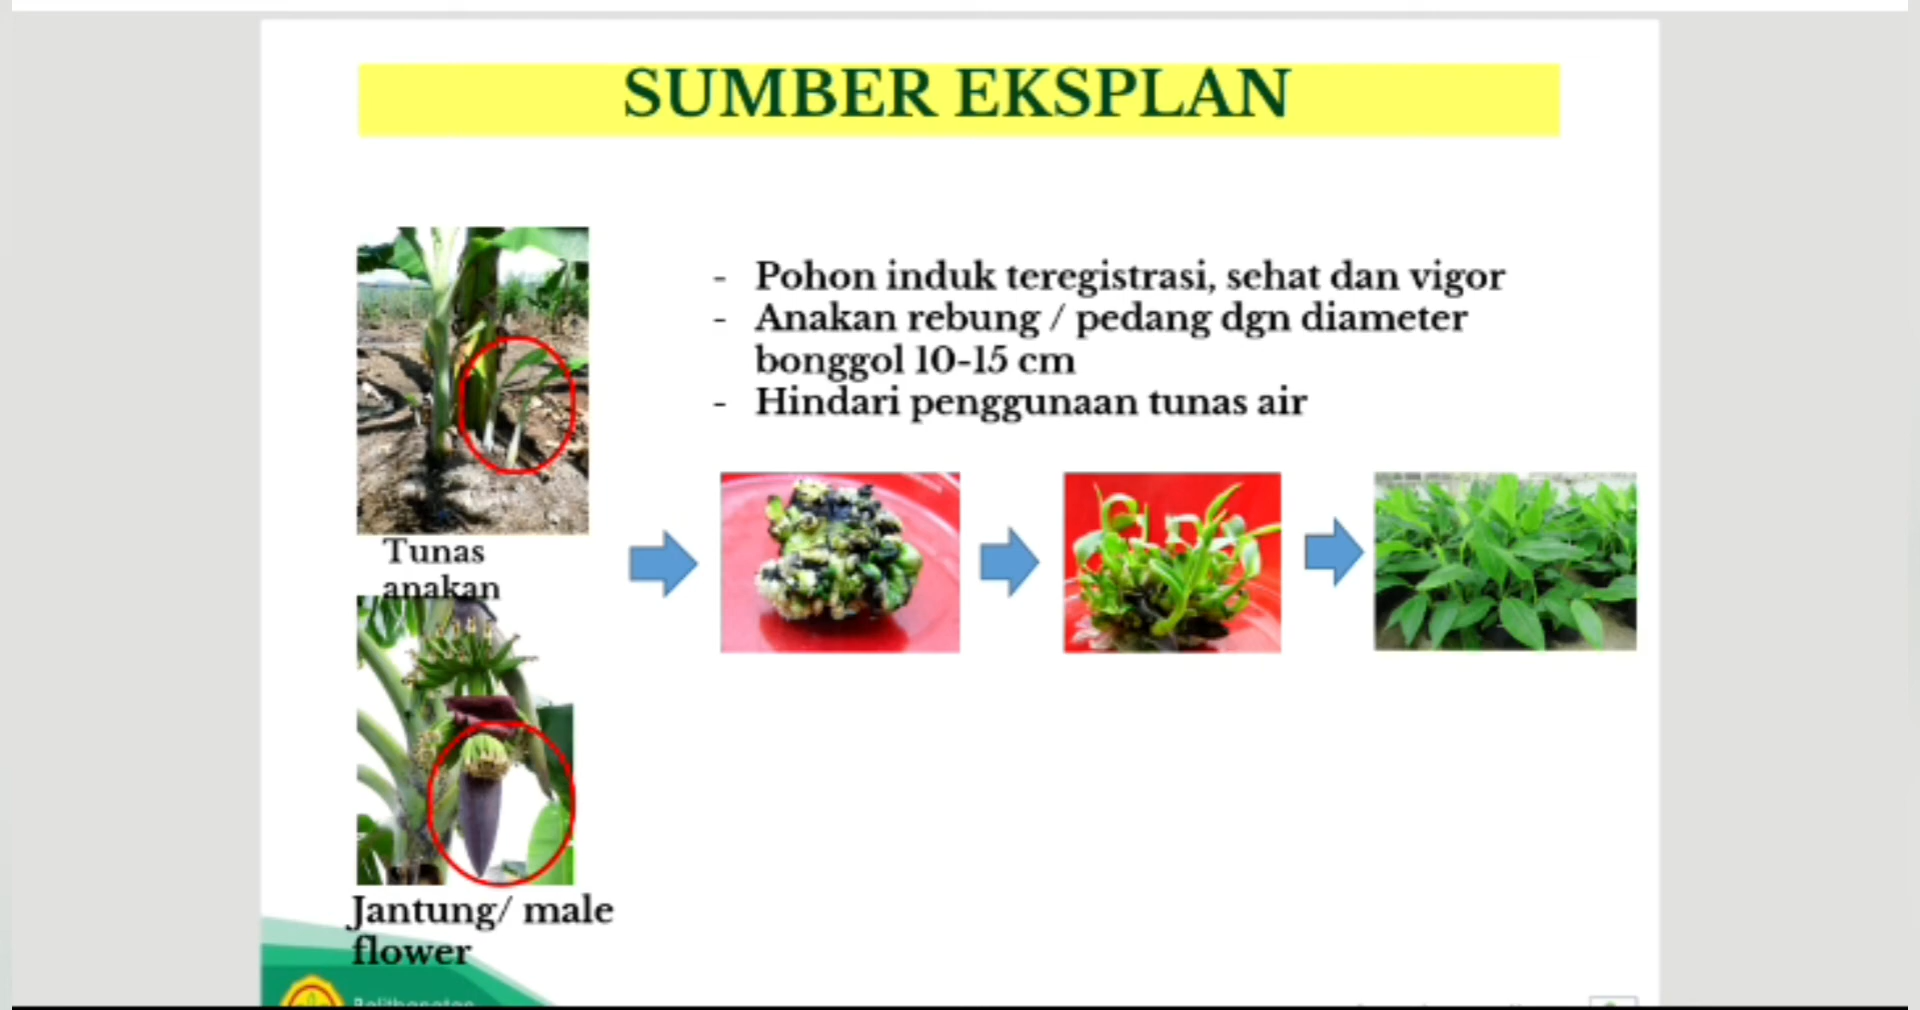 SUMBER EKSPLAN
- Pohon induk teregistrasi, sehat dan vigor
- Anakan rebung / pedang dgn diameter
bonggol 10-15 cm
- Hindari penggunaan tunas air
Tunas
anakan
Jantung/ male
flower